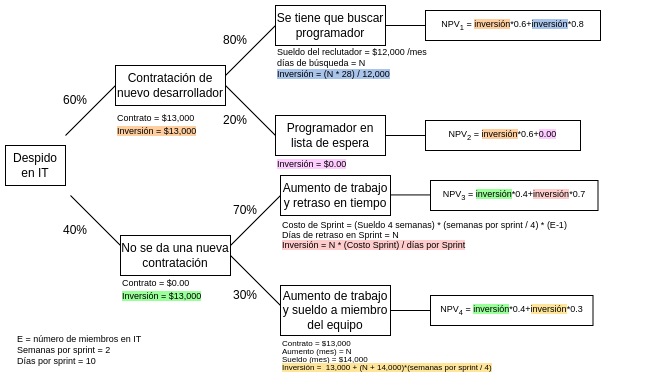 Se tiene que buscar
programador
80%
NPV1 = inversión*0.6+inversión*0.8
Sueldo del reclutador = $12,000 /mes
días de búsqueda = N
Inversión = (N * 28) / 12,000
Contratación de
nuevo desarrollador
60%
Contrato = $13,000
Inversión = $13,000
20%
Programador en
lista de espera
NPV2 = inversión*0.6+0.00
Inversión = $0.00
Despido
en IT
Aumento de trabajo
y retraso en tiempo
NPV3 = inversión*0.4+inversión*0.7
70%
Costo de Sprint = (Sueldo 4 semanas) * (semanas por sprint / 4) * (E-1)
Días de retraso en Sprint = N
Inversión = N * (Costo Sprint) / días por Sprint
40%
No se da una nueva
contratación
Contrato = $0.00
Inversión = $13,000
30%
Aumento de trabajo
y sueldo a miembro
del equipo
NPV4 = inversión*0.4+inversión*0.3
Contrato = $13,000
Aumento (mes) = N
Sueldo (mes) = $14,000
Inversión = 13,000 + (N + 14,000)*(semanas por sprint / 4)
E = número de miembros en IT
Semanas por sprint = 2
Días por sprint = 10